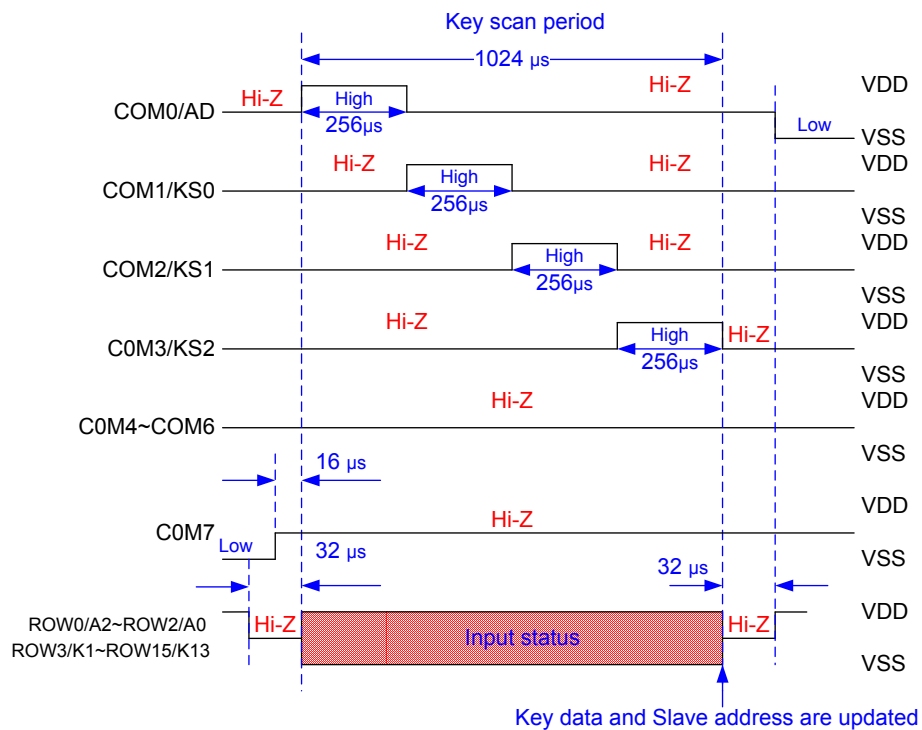 Key scan period
1024 µs
COM0/AD Hi-Z High 256µs Hi-Z Low VDD VSS
COM1/KS0 Hi-Z High 256µs Hi-Z VDD VSS
COM2/KS1 Hi-Z High 256µs Hi-Z VDD VSS
C0M3/KS2 Hi-Z High 256µs Hi-Z VDD VSS
C0M4~COM6 Hi-Z VDD VSS
16 µs
C0M7 Low Hi-Z VDD VSS
32 µs 32 µs
ROW0/A2~ROW2/A0
ROW3/K1~ROW15/K13
Hi-Z Input status Hi-Z VDD VSS
Key data and Slave address are updated